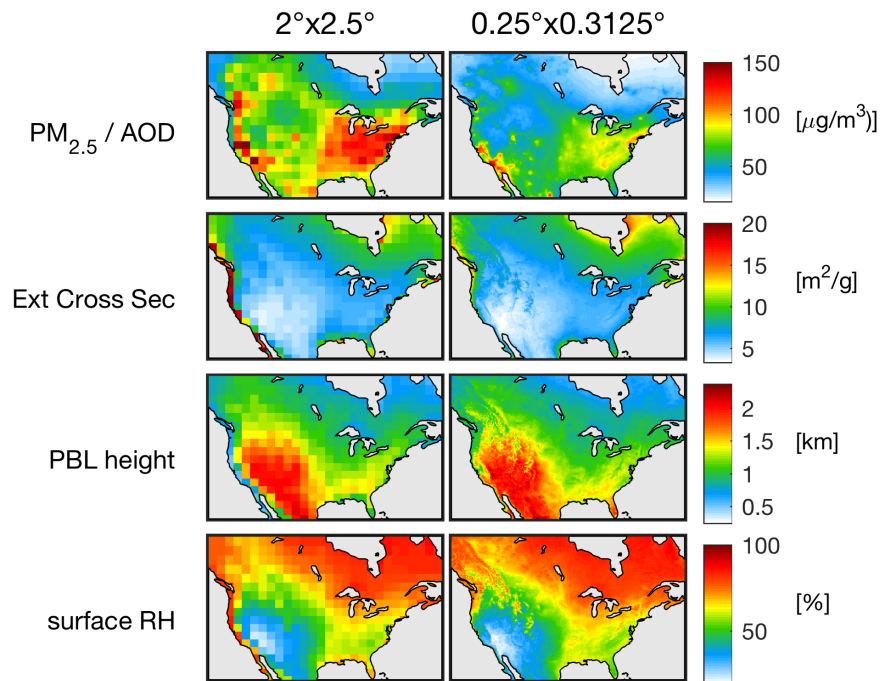 2°x2.5° 0.25°x0.3125°
PM2.5 / AOD
150
100
50
[μg/m3)]
Ext Cross Sec
20
15
10
5
[m2/g]
PBL height
2
1.5
1
0.5
[km]
surface RH
100
50
[%]